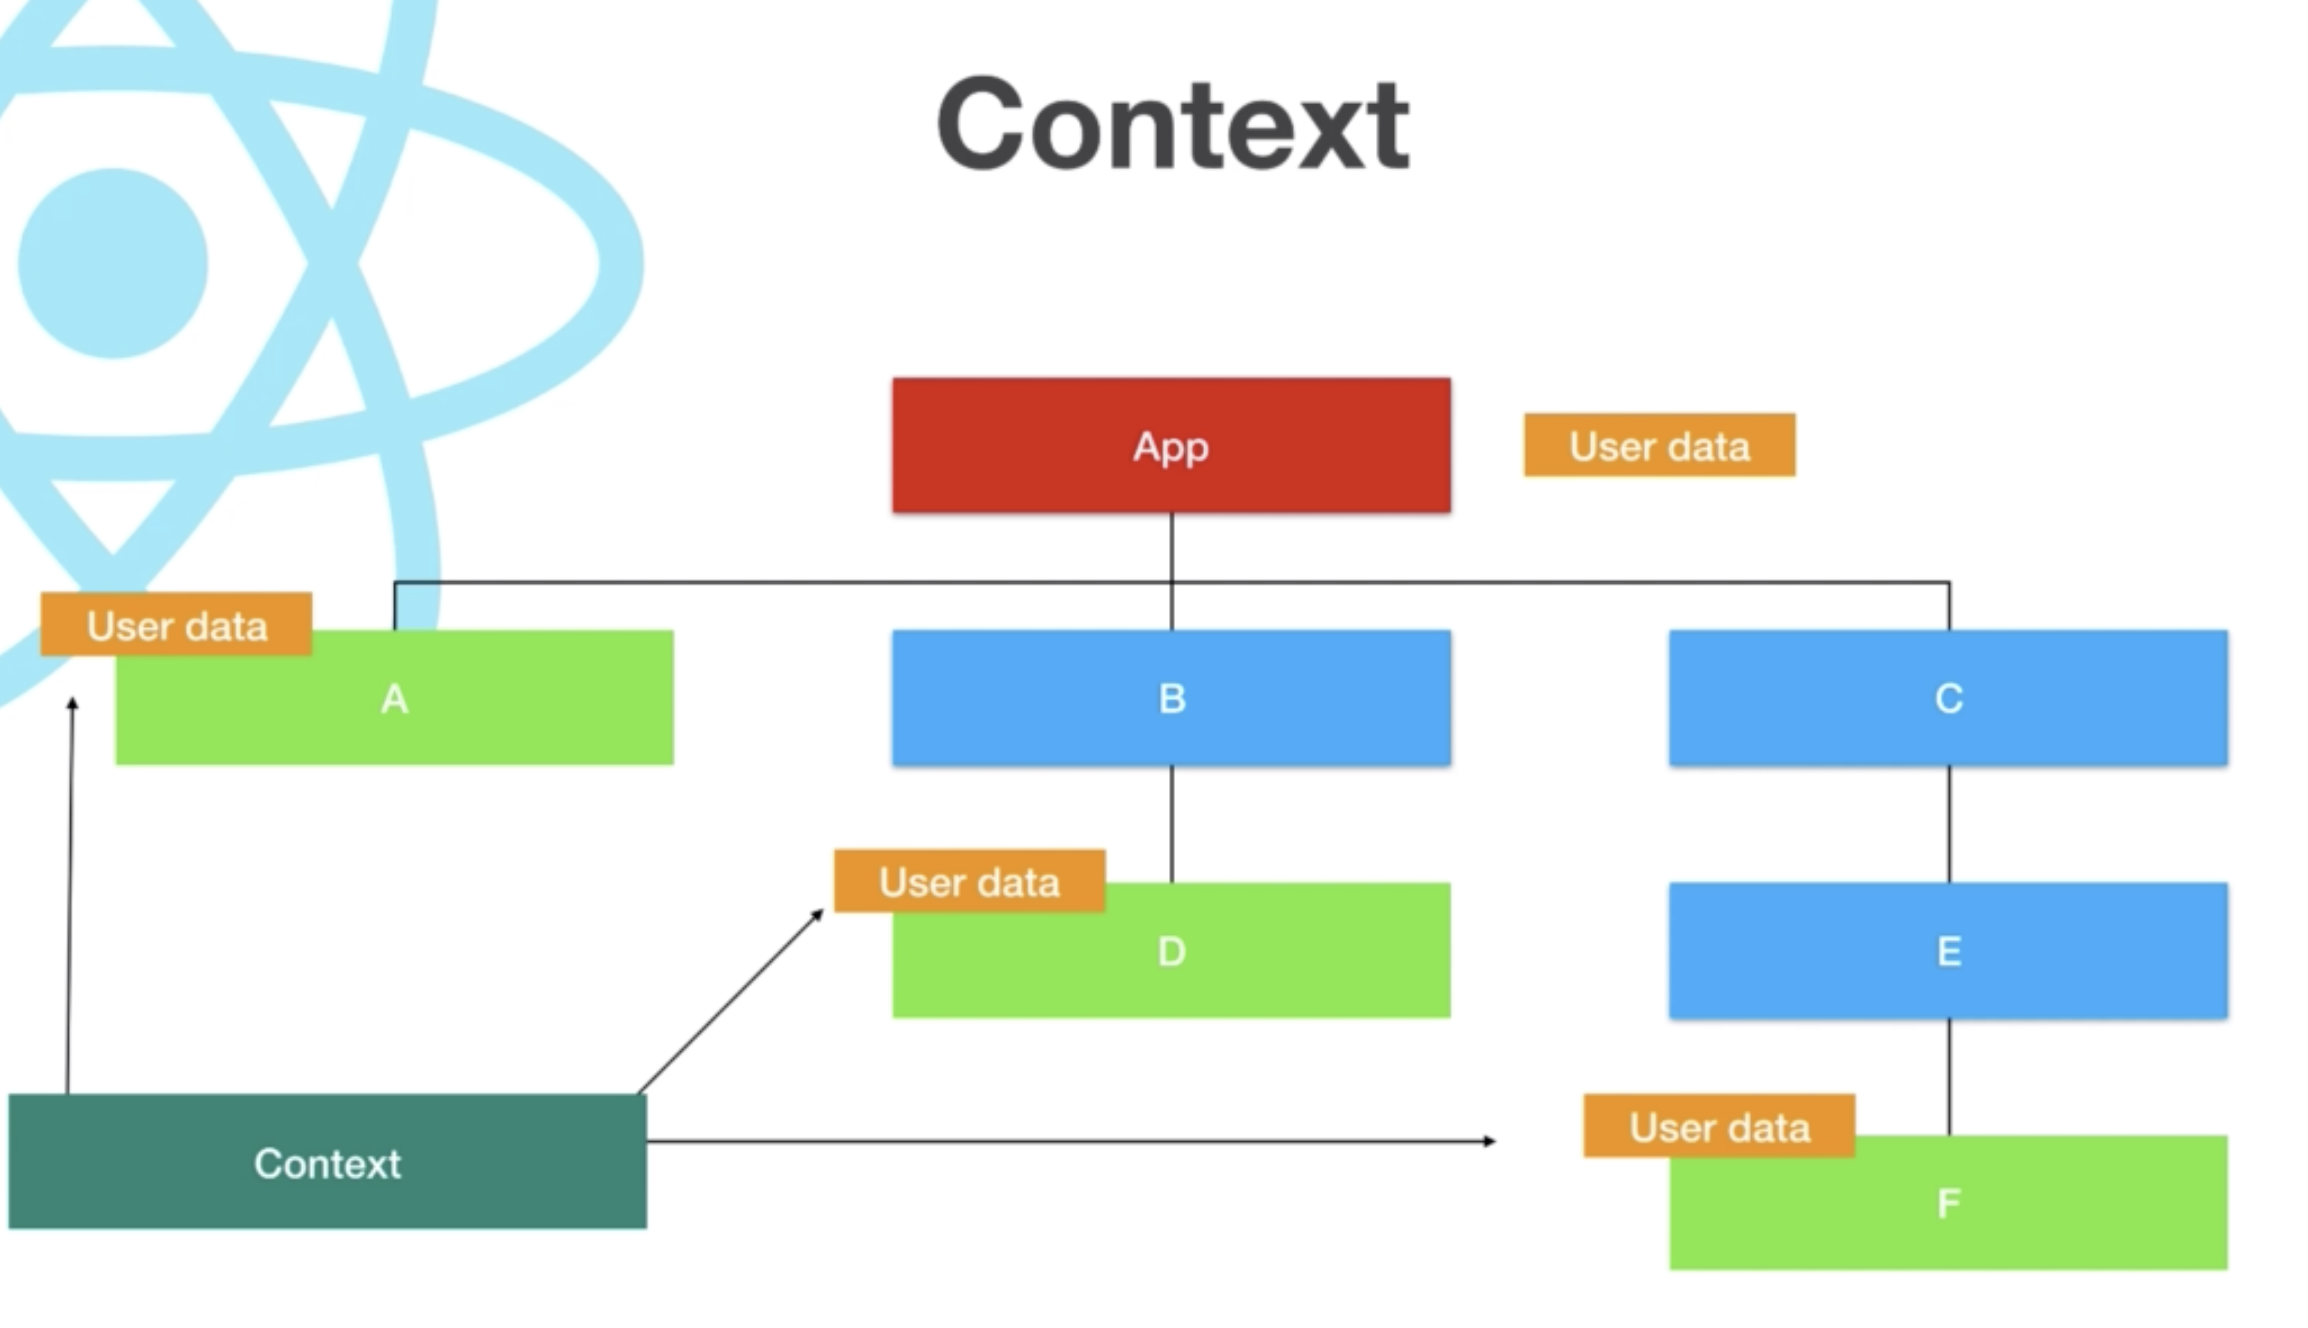 Context
App
User data
User data
A
B
C
User data
D
E
Context
User data
F